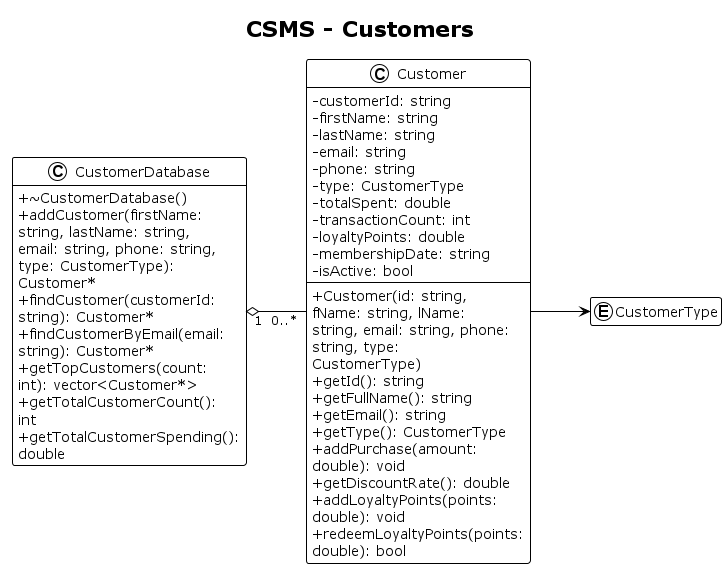 CSMS - Customers
C CustomerDatabase
+~CustomerDatabase()
+addCustomer(firstName:
string, lastName: string,
email: string, phone: string,
type: CustomerType):
Customer*
+findCustomer(customerId:
string): Customer*
+findCustomerByEmail(email:
string): Customer*
+getTopCustomers(count:
int): vector<Customer*>
+getTotalCustomerCount():
int
+getTotalCustomerSpending():
double
1 0..*
C Customer
-customerId: string
-firstName: string
-lastName: string
-email: string
-phone: string
-type: CustomerType
-totalSpent: double
-transactionCount: int
-loyaltyPoints: double
-membershipDate: string
-isActive: bool
+Customer(id: string,
fName: string, lName:
string, email: string, phone:
string, type:
CustomerType)
+getId(): string
+getFullName(): string
+getEmail(): string
+getType(): CustomerType
+addPurchase(amount:
double): void
+getDiscountRate(): double
+addLoyaltyPoints(points:
double): void
+redeemLoyaltyPoints(points:
double): bool
E CustomerType